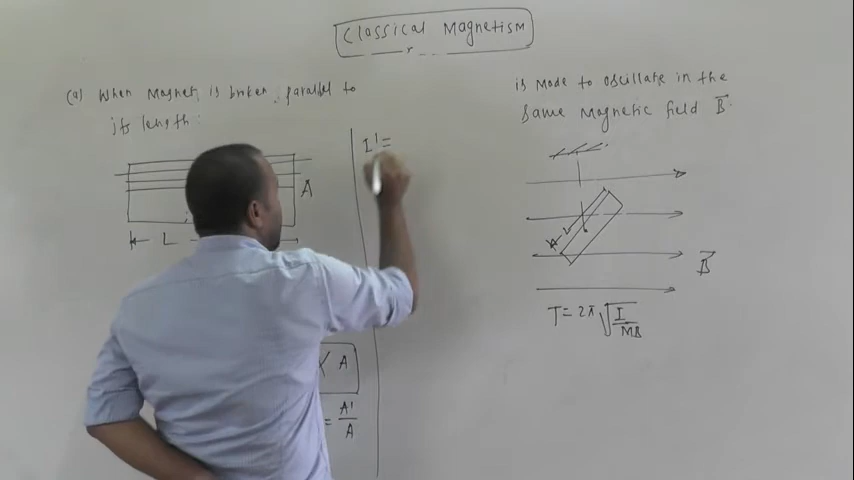 Classical Magnetism
(a) When Magnet is broken parallel to
its length:
A
L
∝ A
= A'/A
I' =
is Made to oscillate in the
Same Magnetic field B⃗.
L
B⃗
T = 2π √(I/MB)